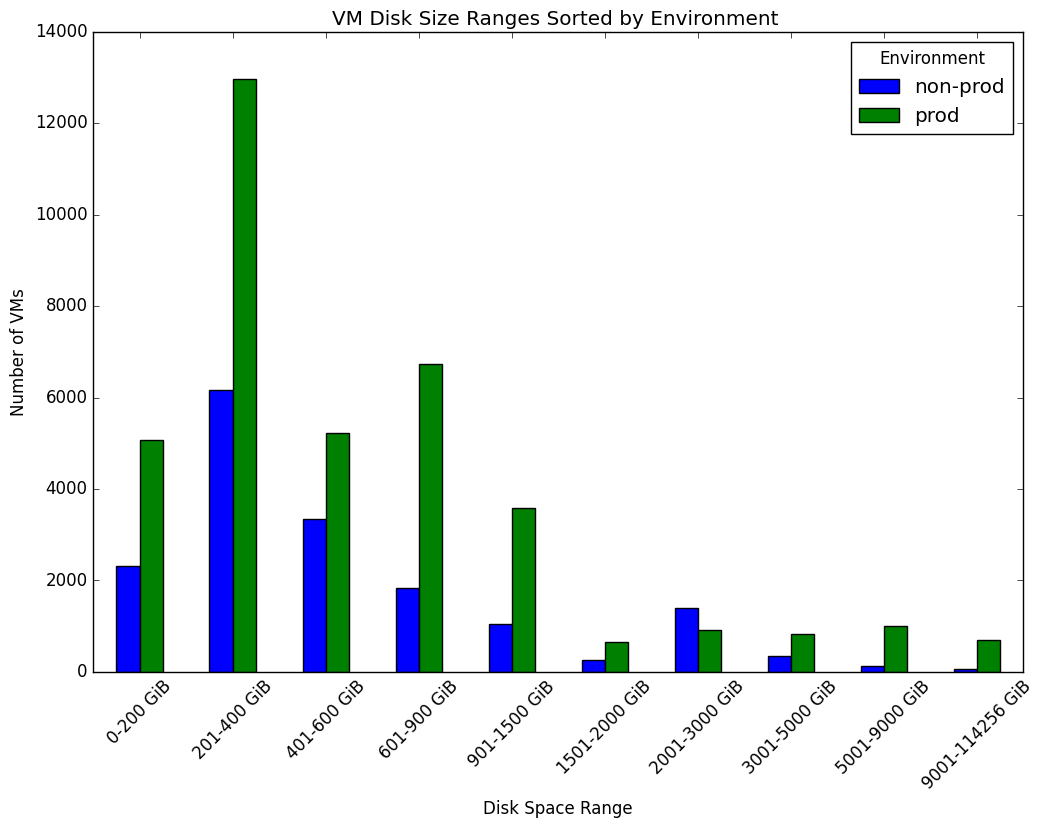 VM Disk Size Ranges Sorted by Environment
Environment
non-prod
prod
14000
12000
10000
8000
6000
4000
2000
0
Number of VMs
0-200 GiB
201-400 GiB
401-600 GiB
601-900 GiB
901-1500 GiB
1501-2000 GiB
2001-3000 GiB
3001-5000 GiB
5001-9000 GiB
9001-114256 GiB
Disk Space Range